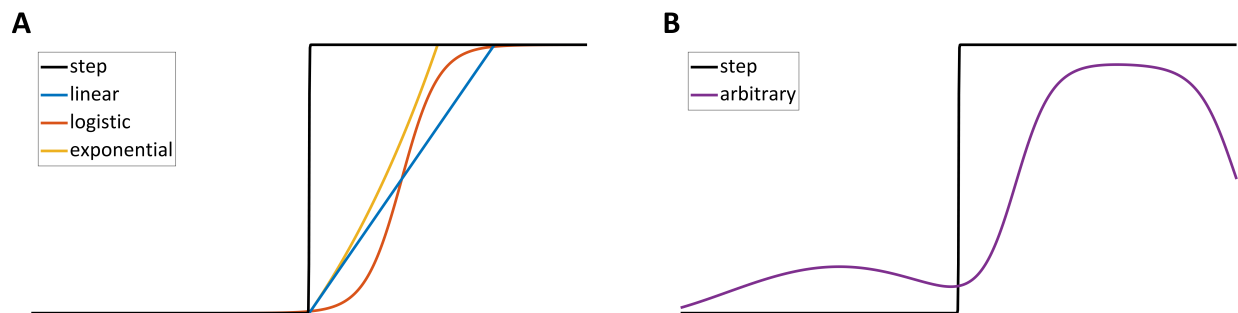 A
step
linear
logistic
exponential
B
step
arbitrary